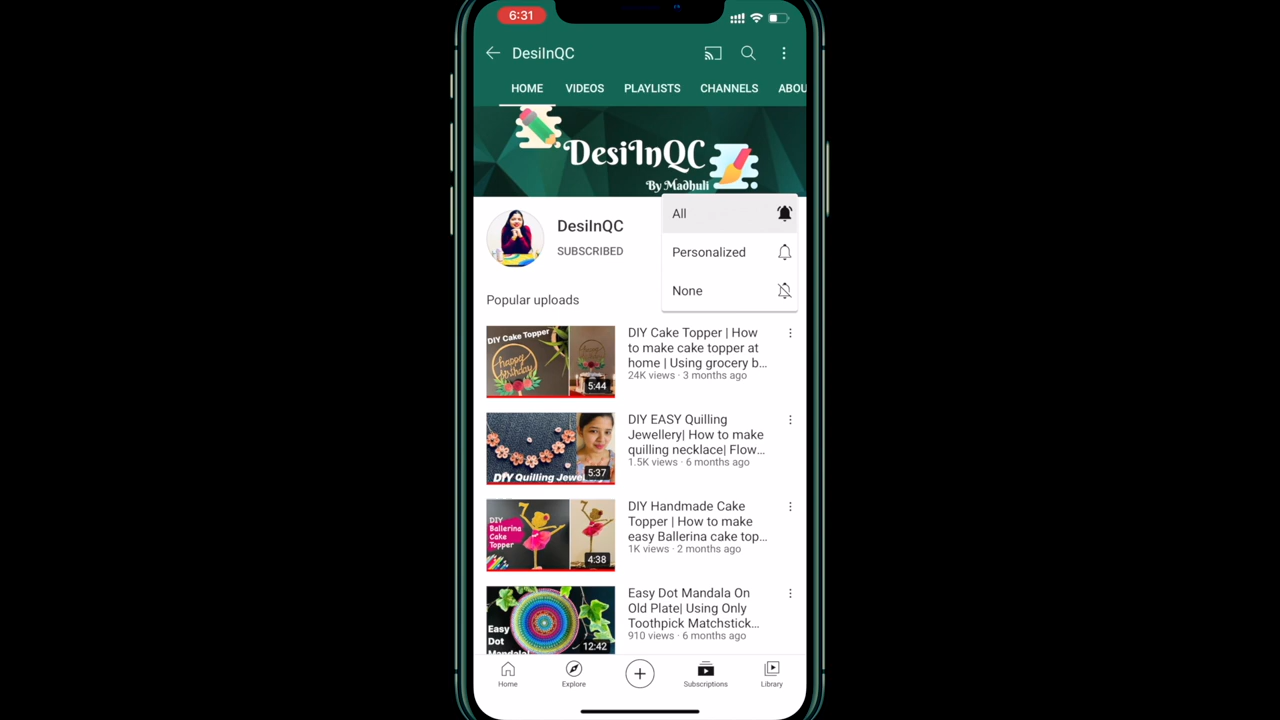 6:31
DesiInQC
HOME VIDEOS PLAYLISTS CHANNELS ABOU
DesiInQC
By Madhuli
DesiInQC
SUBSCRIBED
All
Personalized
None
Popular uploads
DIY Cake Topper
happy
birthday
5:44
DIY Cake Topper | How
to make cake topper at
home | Using grocery b...
24K views · 3 months ago
DIY Quilling Jewe
5:37
DIY EASY Quilling
Jewellery| How to make
quilling necklace| Flow...
1.5K views · 6 months ago
DIY
Ballerina
Cake
Topper
4:38
DIY Handmade Cake
Topper | How to make
easy Ballerina cake top...
1K views · 2 months ago
Easy
Dot
Mandala
12:42
Easy Dot Mandala On
Old Plate| Using Only
Toothpick Matchstick...
910 views · 6 months ago
Home Explore Subscriptions Library